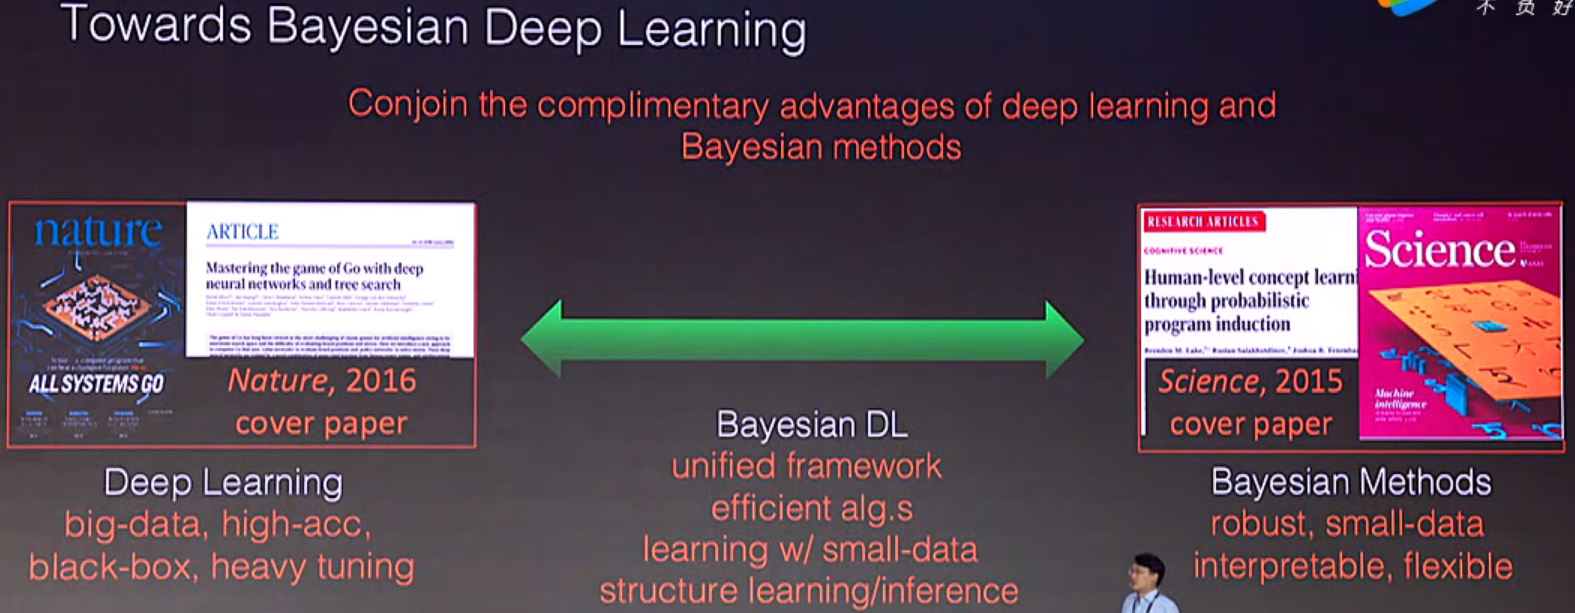 Towards Bayesian Deep Learning
不 负 好
Conjoin the complimentary advantages of deep learning and
Bayesian methods
nature
ALL SYSTEMS GO
ARTICLE
Mastering the game of Go with deep
neural networks and tree search
Nature, 2016
cover paper
RESEARCH ARTICLES
COGNITIVE SCIENCE
Human-level concept learni
through probabilistic
program induction
Science, 2015
cover paper
Science
Machine
intelligence
Deep Learning
big-data, high-acc,
black-box, heavy tuning
Bayesian DL
unified framework
efficient alg.s
learning w/ small-data
structure learning/inference
Bayesian Methods
robust, small-data
interpretable, flexible